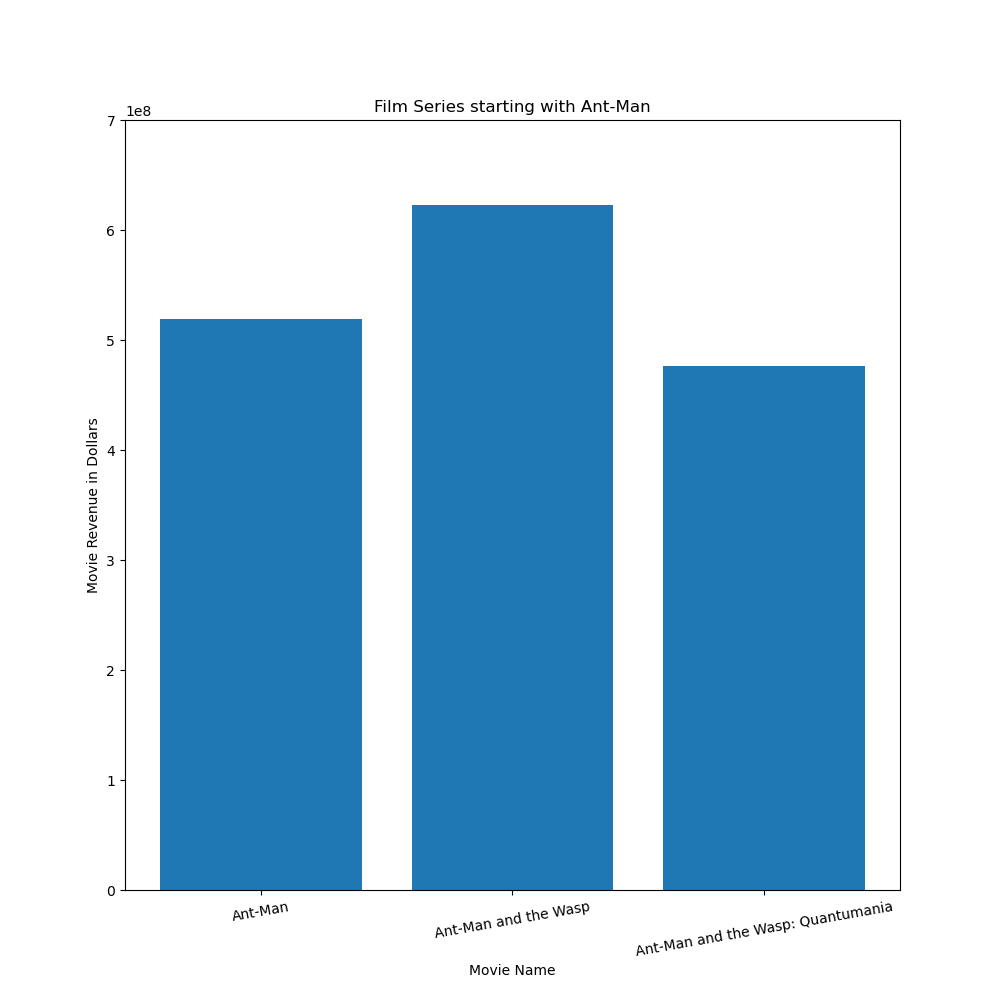 Film Series starting with Ant-Man
1e8
7
6
5
4
3
2
1
0
Movie Revenue in Dollars
Ant-Man
Ant-Man and the Wasp
Ant-Man and the Wasp: Quantumania
Movie Name